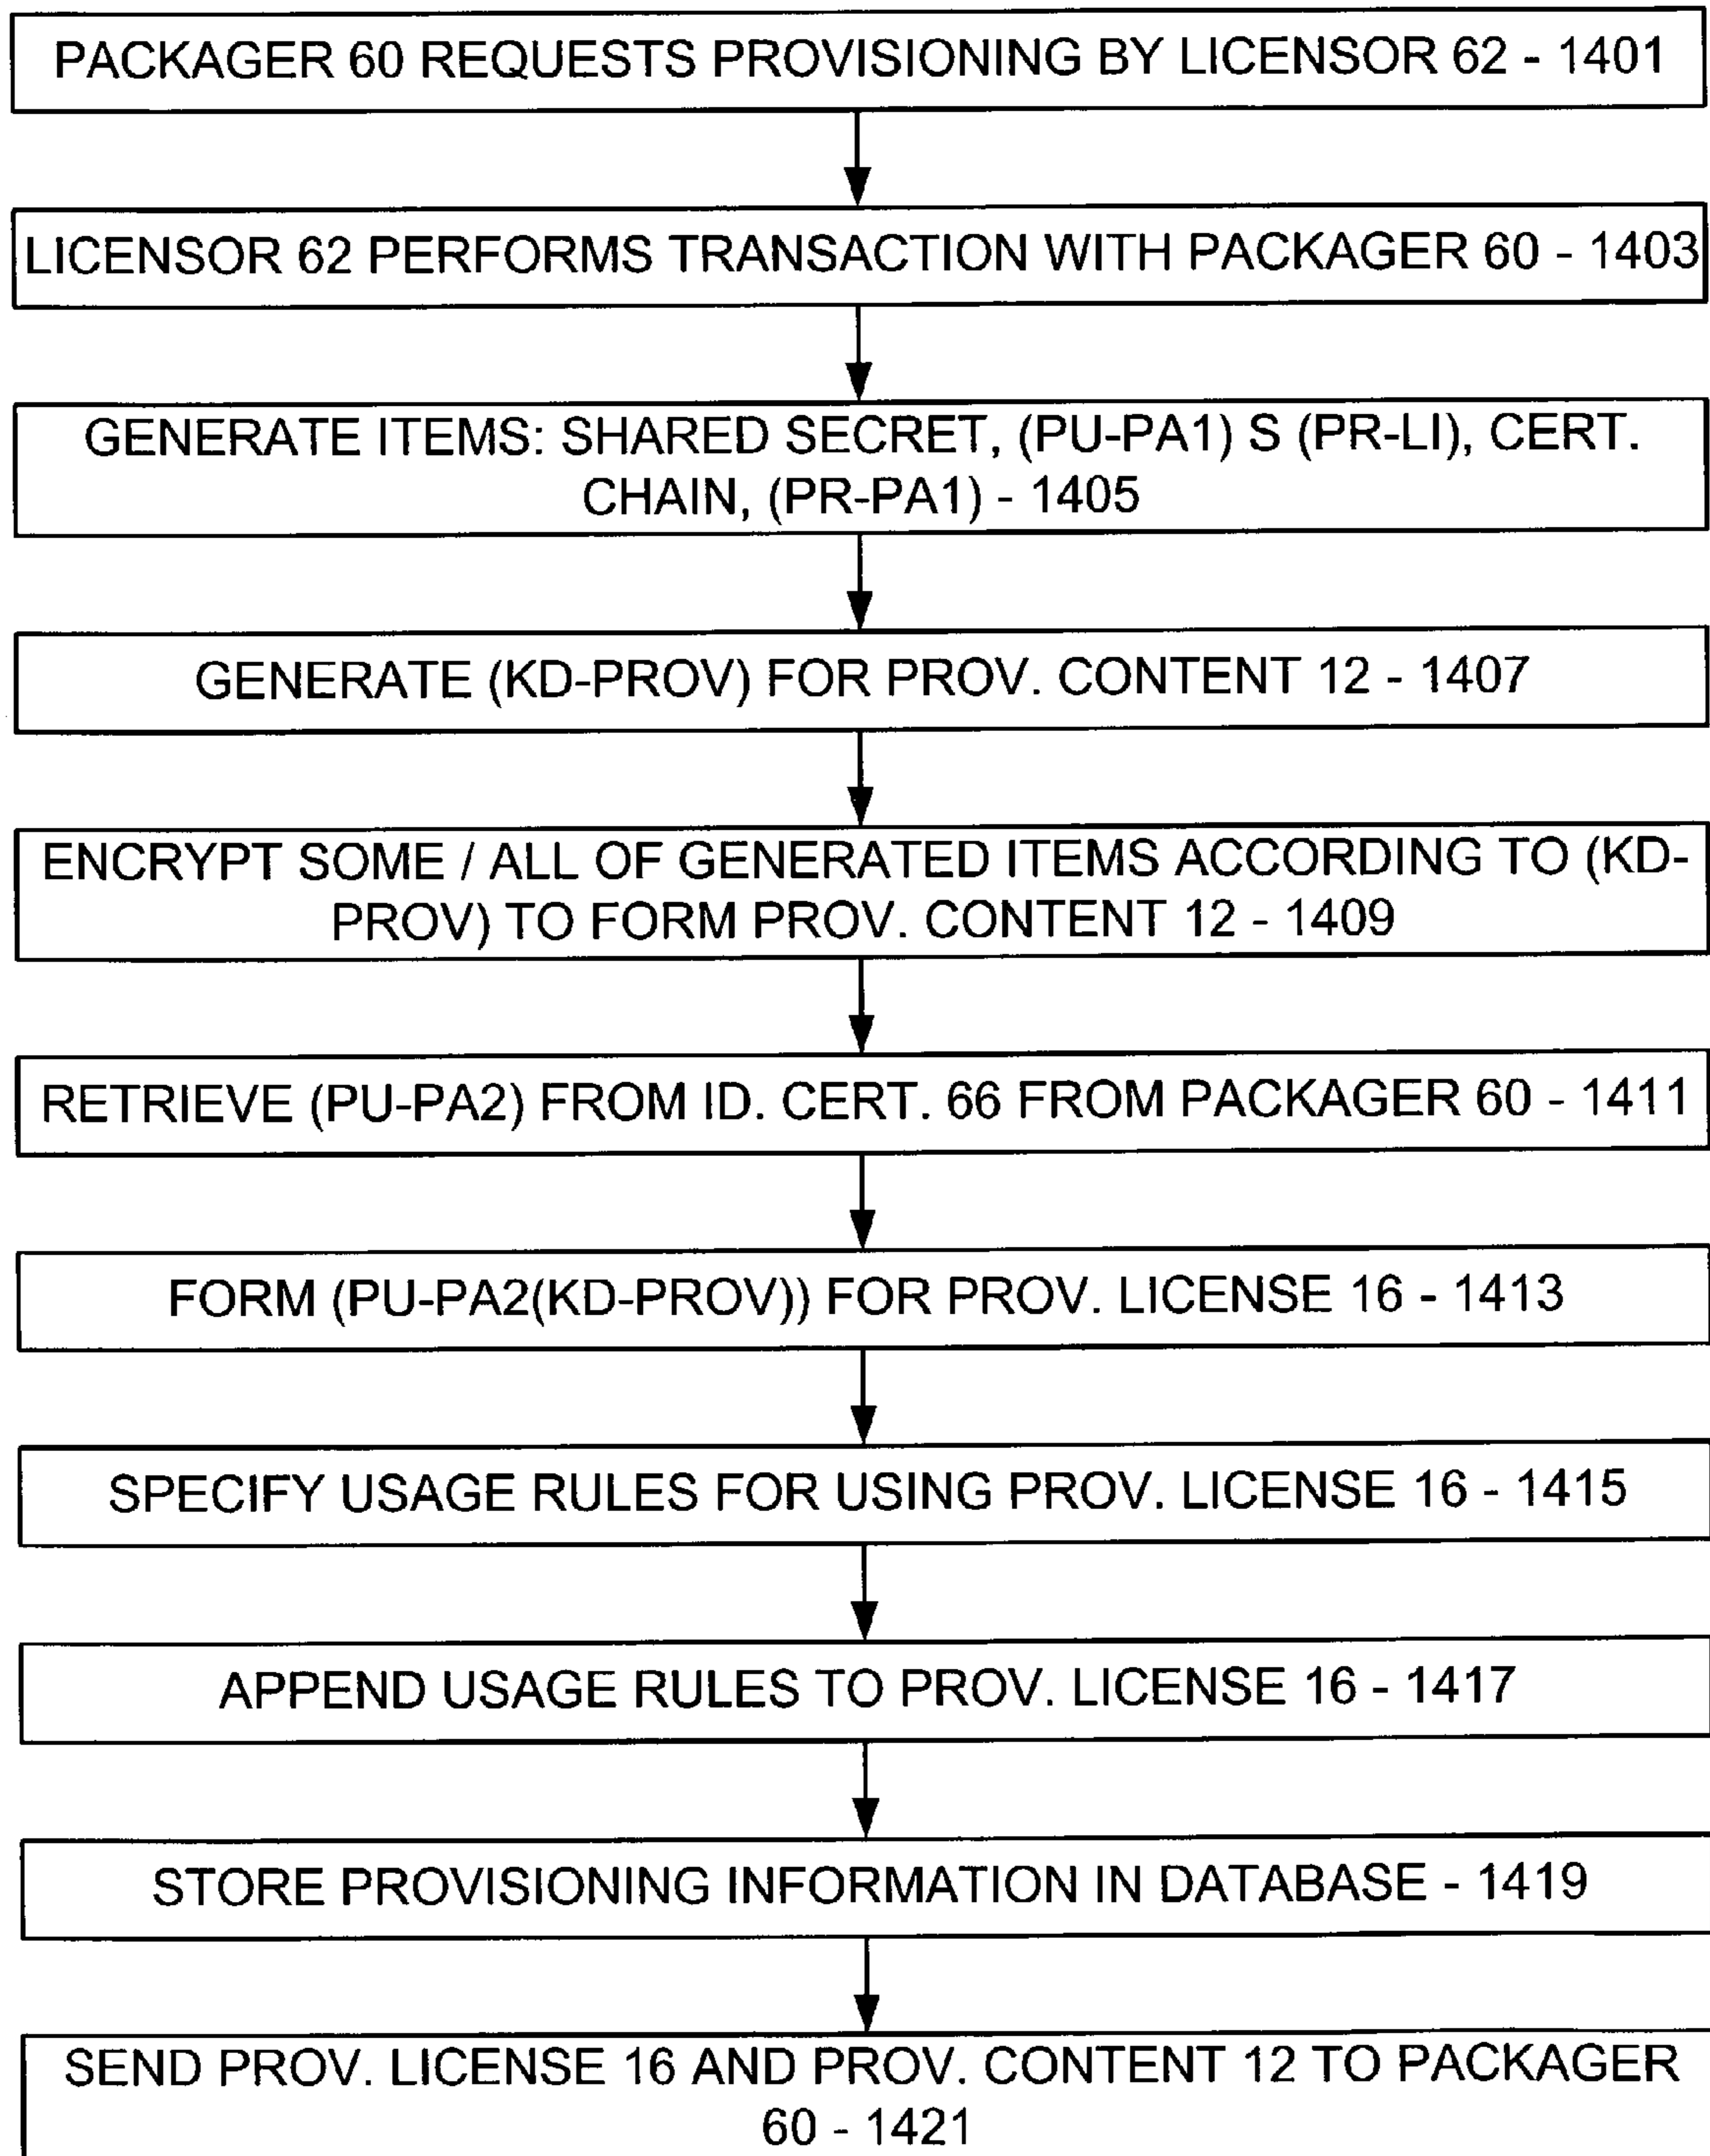 PACKAGER 60 REQUESTS PROVISIONING BY LICENSOR 62 - 1401
LICENSOR 62 PERFORMS TRANSACTION WITH PACKAGER 60 - 1403
GENERATE ITEMS: SHARED SECRET, (PU-PA1) S (PR-LI), CERT.
CHAIN, (PR-PA1) - 1405
GENERATE (KD-PROV) FOR PROV. CONTENT 12 - 1407
ENCRYPT SOME / ALL OF GENERATED ITEMS ACCORDING TO (KD-
PROV) TO FORM PROV. CONTENT 12 - 1409
RETRIEVE (PU-PA2) FROM ID. CERT. 66 FROM PACKAGER 60 - 1411
FORM (PU-PA2(KD-PROV)) FOR PROV. LICENSE 16 - 1413
SPECIFY USAGE RULES FOR USING PROV. LICENSE 16 - 1415
APPEND USAGE RULES TO PROV. LICENSE 16 - 1417
STORE PROVISIONING INFORMATION IN DATABASE - 1419
SEND PROV. LICENSE 16 AND PROV. CONTENT 12 TO PACKAGER
60 - 1421